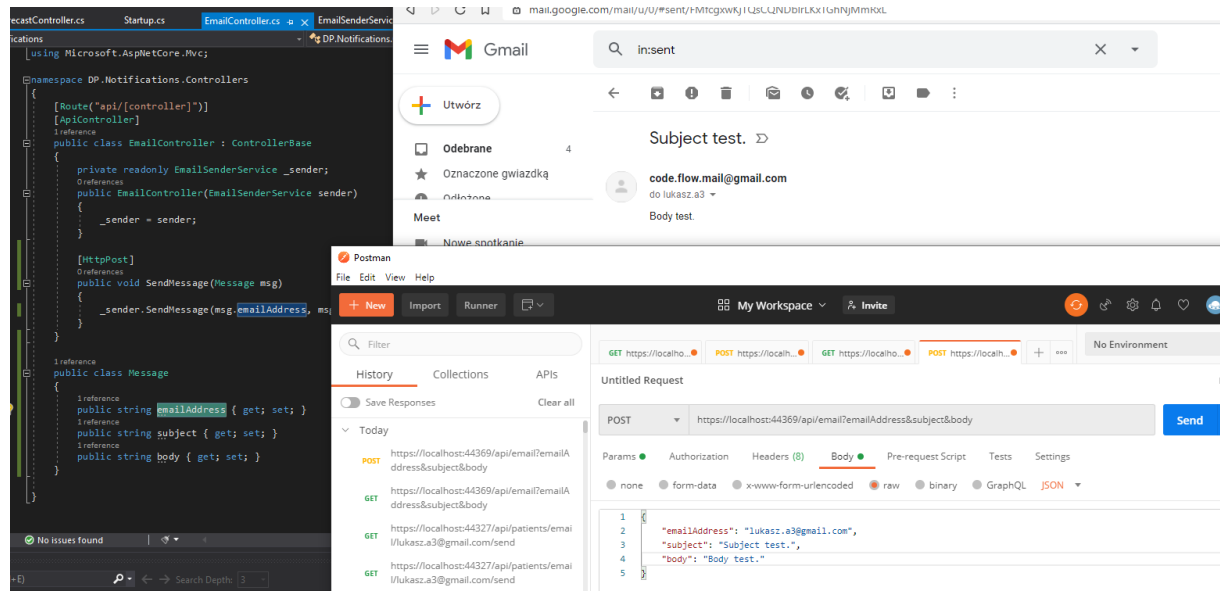 recastController.cs Startup.cs EmailController.cs EmailSenderServic
ications DP.Notifications.
using Microsoft.AspNetCore.Mvc;
namespace DP.Notifications.Controllers
{
[Route("api/[controller]")]
[ApiController]
1 reference
public class EmailController : ControllerBase
{
private readonly EmailSenderService _sender;
0 references
public EmailController(EmailSenderService sender)
{
_sender = sender;
}
[HttpPost]
0 references
public void SendMessage(Message msg)
{
_sender.SendMessage(msg.emailAddress, ms
}
}
1 reference
public class Message
{
1 reference
public string emailAddress { get; set; }
1 reference
public string subject { get; set; }
1 reference
public string body { get; set; }
}
}
No issues found
+E) Search Depth: 3
mail.google.com/mail/u/0/#sent/
Gmail
in:sent
Utwórz
Odebrane 4
Oznaczone gwiazdką
Odłożone
Meet
Nowe spotkanie
Subject test.
code.flow.mail@gmail.com
do lukasz.a3
Body test.
Postman
File Edit View Help
+ New Import Runner
My Workspace Invite
Filter
History Collections APIs
Save Responses Clear all
Today
POST https://localhost:44369/api/email?emailA
ddress&subject&body
GET https://localhost:44369/api/email?emailA
ddress&subject&body
GET https://localhost:44327/api/patients/emai
l/lukasz.a3@gmail.com/send
GET https://localhost:44327/api/patients/emai
l/lukasz.a3@gmail.com/send
GET https://localho... POST https://localh... GET https://localho... POST https://localh...
No Environment
Untitled Request
POST https://localhost:44369/api/email?emailAddress&subject&body Send
Params Authorization Headers (8) Body Pre-request Script Tests Settings
none form-data x-www-form-urlencoded raw binary GraphQL JSON
1 {
2 "emailAddress": "lukasz.a3@gmail.com",
3 "subject": "Subject test.",
4 "body": "Body test."
5 }